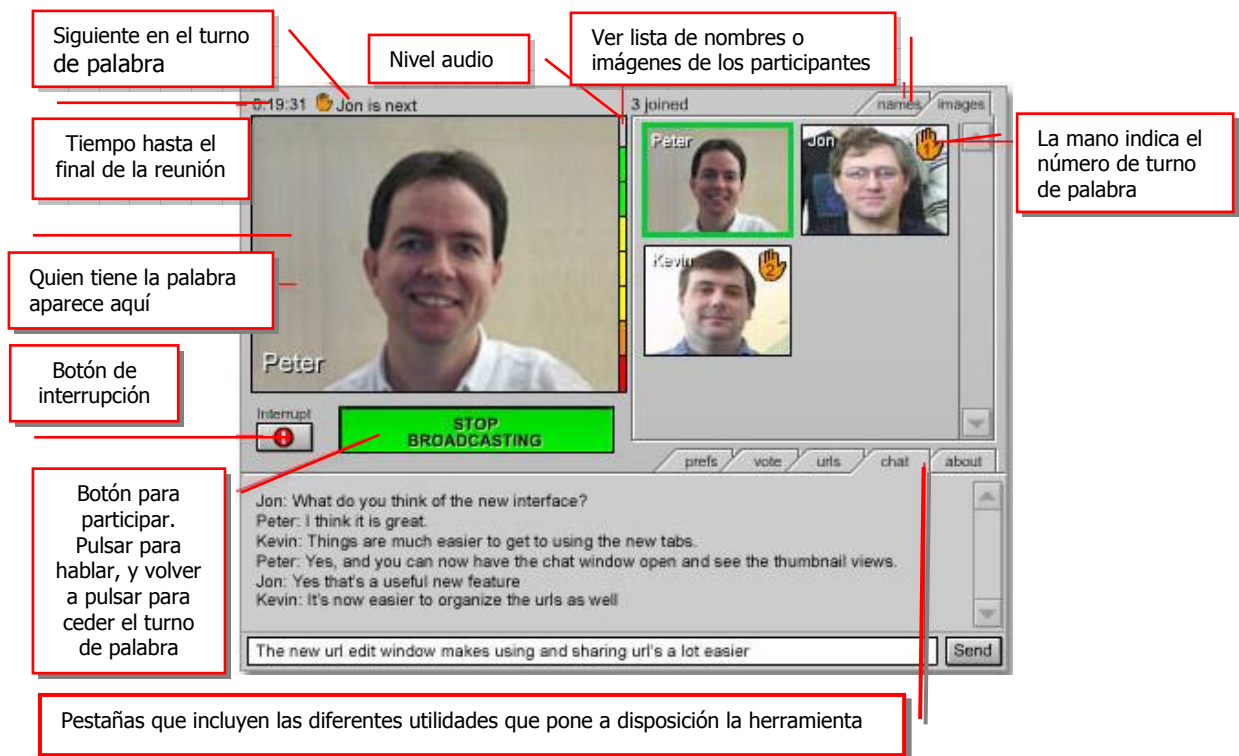 Siguiente en el turno
de palabra
Nivel audio
Ver lista de nombres o
imágenes de los participantes
0:19:31 Jon is next
3 joined
names
images
Tiempo hasta el
final de la reunión
Peter
Jon
1
La mano indica el
número de turno
de palabra
Quien tiene la palabra
aparece aquí
Kevin
2
Peter
Botón de
interrupción
Interrupt
STOP
BROADCASTING
prefs
vote
urls
chat
about
Botón para
participar.
Pulsar para
hablar, y volver
a pulsar para
ceder el turno
de palabra
Jon: What do you think of the new interface?
Peter: I think it is great.
Kevin: Things are much easier to get to using the new tabs.
Peter: Yes, and you can now have the chat window open and see the thumbnail views.
Jon: Yes that's a useful new feature
Kevin: It's now easier to organize the urls as well
The new url edit window makes using and sharing url's a lot easier
Send
Pestañas que incluyen las diferentes utilidades que pone a disposición la herramienta